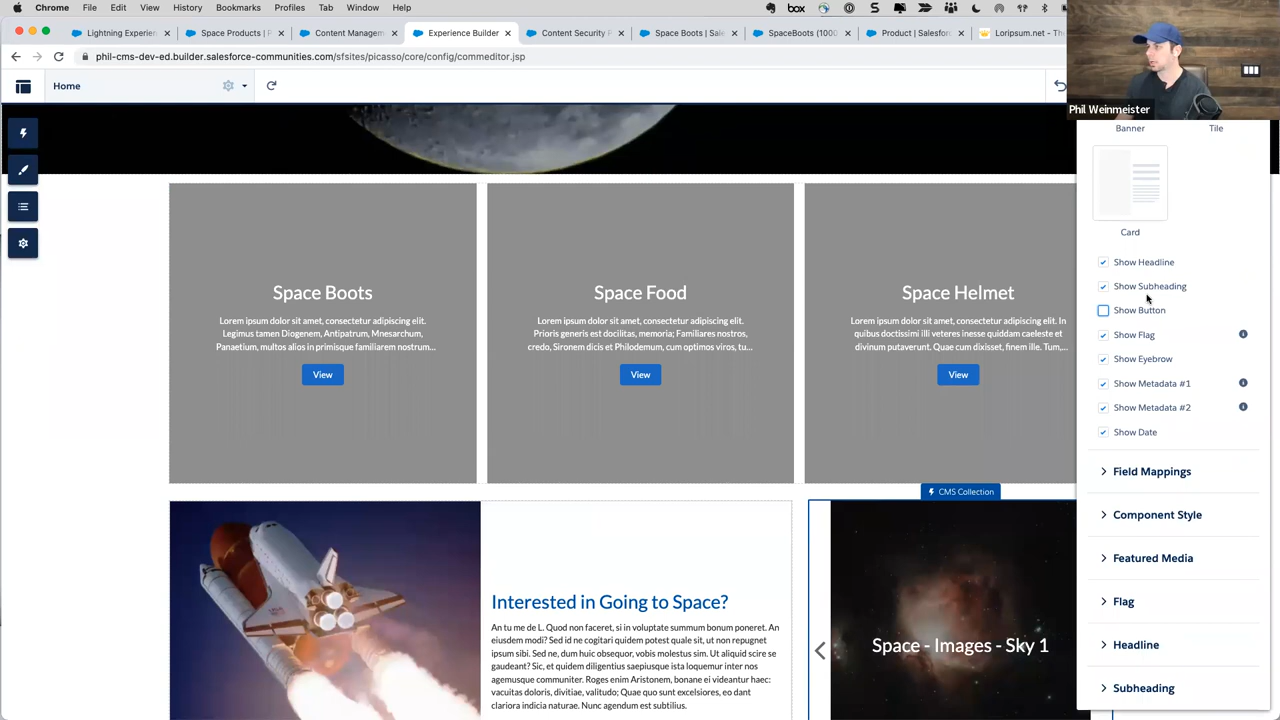 Chrome File Edit View History Bookmarks Profiles Tab Window Help
Lightning Experien
Space Products | P
Content Managem
Experience Builder
Content Security P
Space Boots | Sale
SpaceBoots (1000
Product | Salesfor
Loripsum.net - Th
phil-cms-dev-ed.builder.salesforce-communities.com/sfsites/picasso/core/config/commeditor.jsp
Home
Phil Weinmeister
Banner
Tile
Card
Show Headline
Show Subheading
Show Button
Show Flag
Show Eyebrow
Show Metadata #1
Show Metadata #2
Show Date
Field Mappings
Component Style
Featured Media
Flag
Headline
Subheading
Space Boots
Lorem ipsum dolor sit amet, consectetur adipiscing elit.
Legimus tamen Diogenem, Antipatrum, Mnesarchum,
Panaetium, multos alios in primisque familiarem nostrum...
View
Space Food
Lorem ipsum dolor sit amet, consectetur adipiscing elit.
Prioris generis est docilitas, memoria; Familiares nostros,
credo, Sironem dicis et Philodemum, cum optimos viros, tu...
View
Space Helmet
Lorem ipsum dolor sit amet, consectetur adipiscing elit. In
quibus doctissimi illi veteres inesse quiddam caeleste et
divinum putaverunt. Quae cum dixisset, finem ille. Tum,...
View
CMS Collection
Interested in Going to Space?
An tu me de L. Quod non faceret, si in voluptate summum bonum poneret. An
eiusdem modi? Sed id ne cogitari quidem potest quale sit, ut non repugnet
ipsum sibi. Sed ne, dum huic obsequor, vobis molestus sim. Ut aliquid scire se
gaudeant? Sic, et quidem diligentius saepiusque ista loquemur inter nos
agemusque communiter. Roges enim Aristonem, bonane ei videantur haec:
vacuitas doloris, divitiae, valitudo; Quae quo sunt excelsiores, eo dant
clariora indicia naturae. Nunc agendum est subtilius.
Space - Images - Sky 1